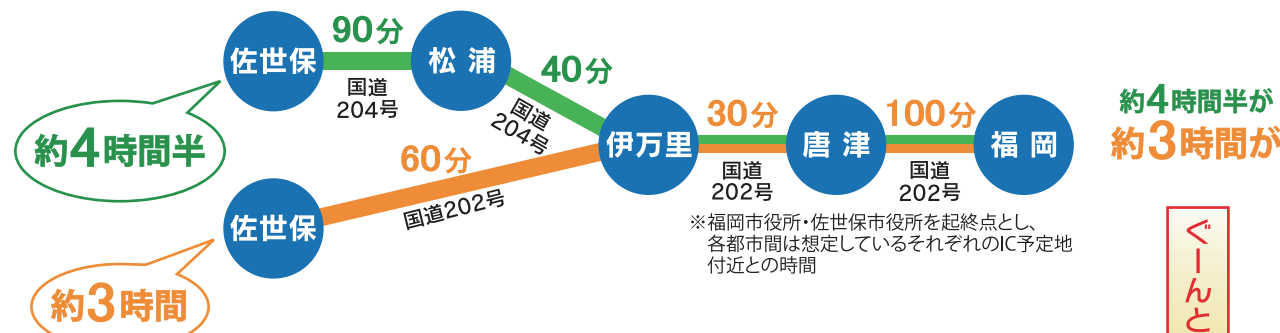 佐世保
90分
国道
204号
松浦
40分
国道
204号
約4時間半
60分
国道202号
佐世保
約3時間
伊万里
30分
国道
202号
唐津
100分
国道
202号
福岡
※福岡市役所・佐世保市役所を起終点とし、
各都市間は想定しているそれぞれのIC予定地
付近との時間
約4時間半が
約3時間が
ぐーんと